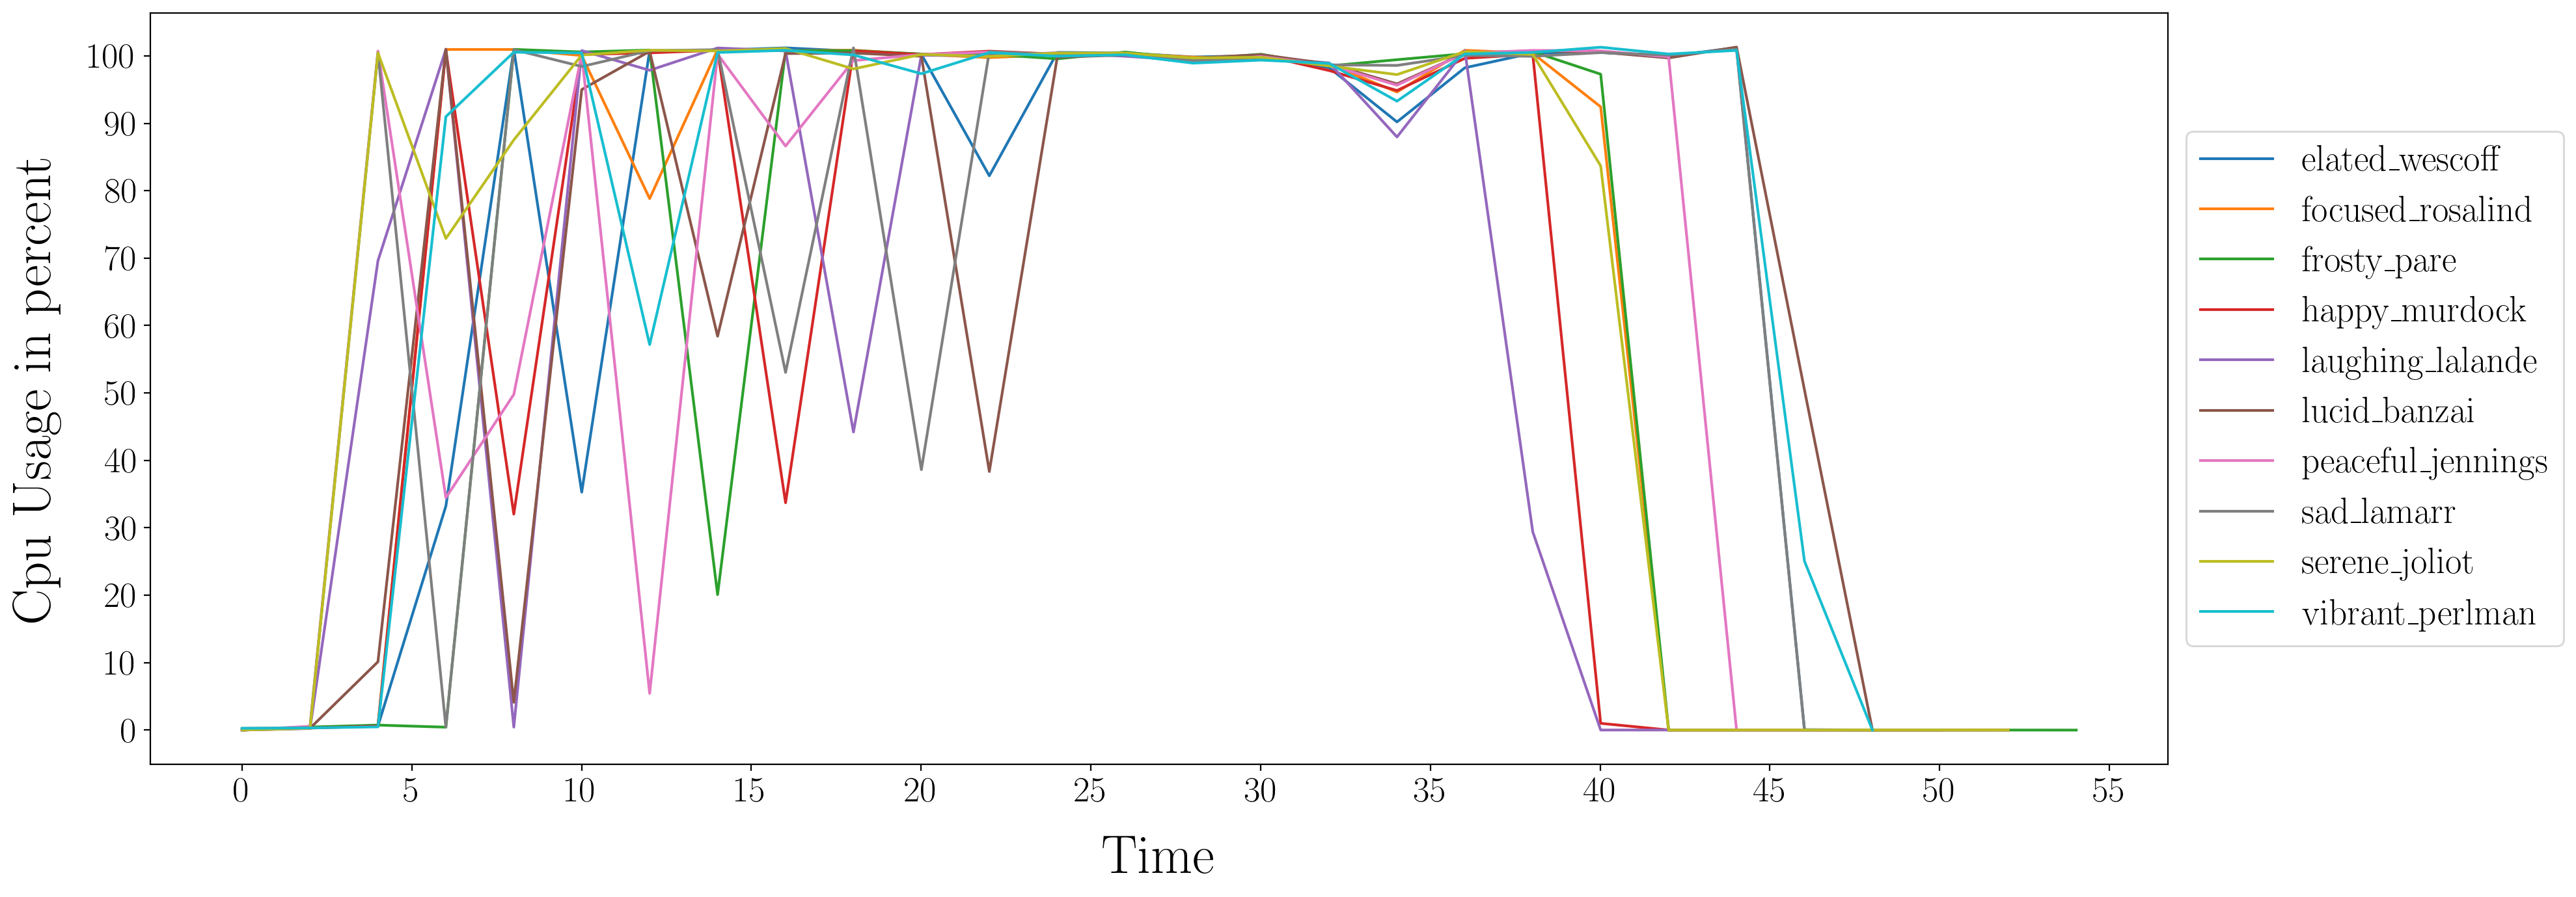 Cpu Usage in percent
100
90
80
70
60
50
40
30
20
10
0
0 5 10 15 20 25 30 35 40 45 50 55
Time
elated_wescoff
focused_rosalind
frosty_pare
happy_murdock
laughing_lalande
lucid_banzai
peaceful_jennings
sad_lamarr
serene_joliot
vibrant_perlman